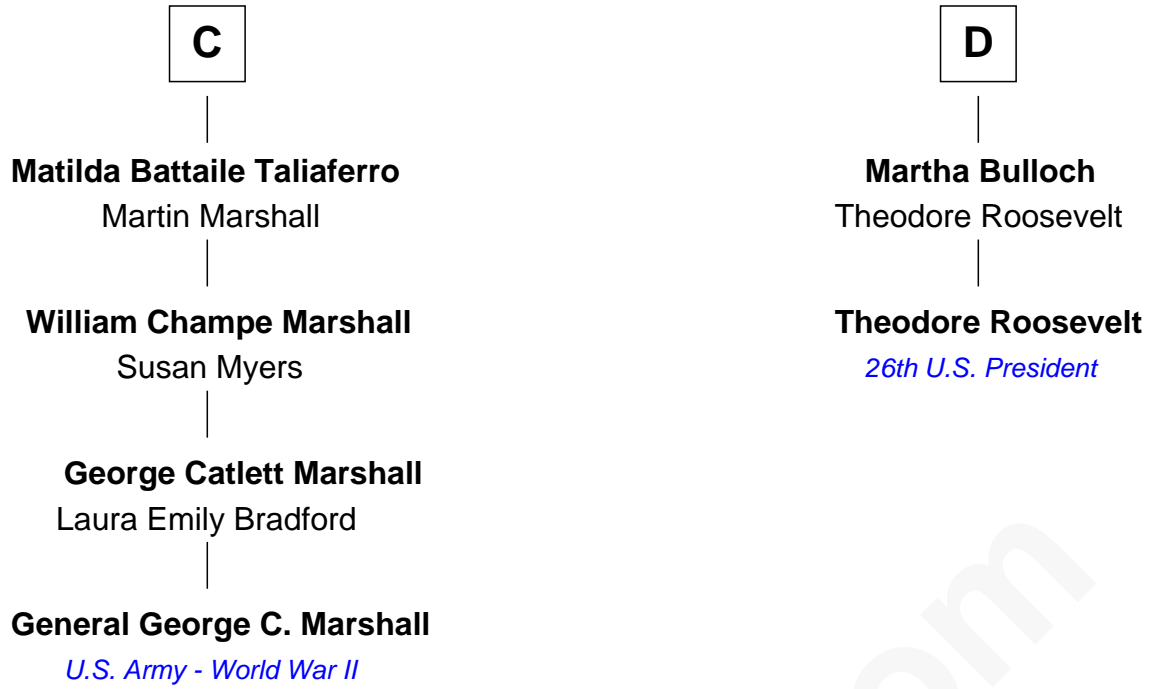 C
Matilda Battaile Taliaferro
Martin Marshall
William Champe Marshall
Susan Myers
George Catlett Marshall
Laura Emily Bradford
General George C. Marshall
U.S. Army - World War II
D
Martha Bulloch
Theodore Roosevelt
Theodore Roosevelt
26th U.S. President
om